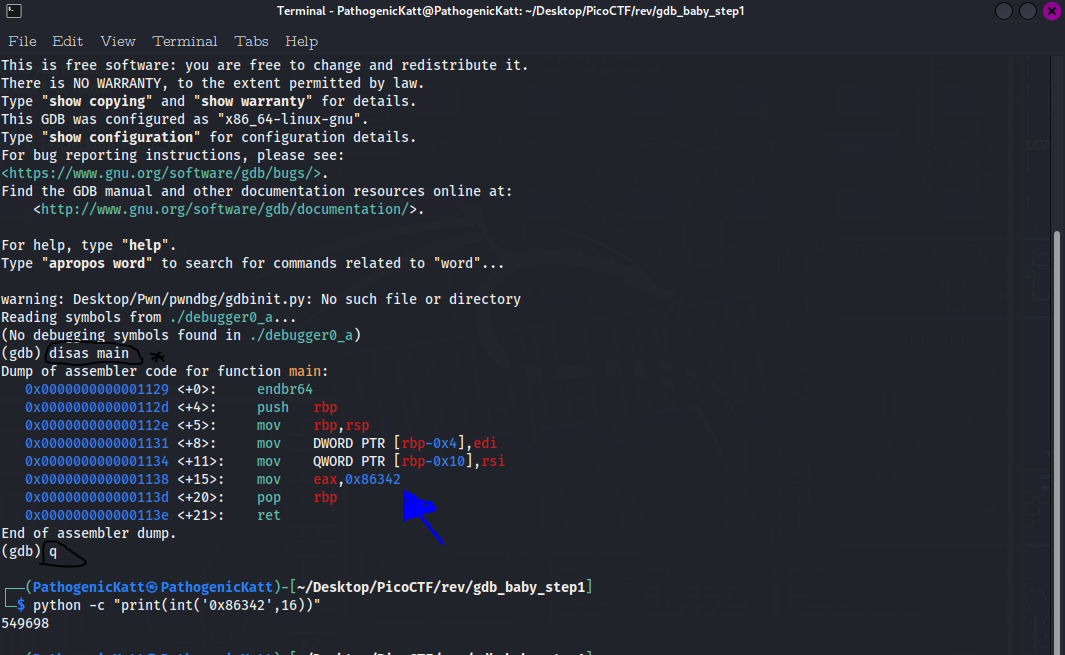 Terminal - PathogenicKatt@PathogenicKatt: ~/Desktop/PicoCTF/rev/gdb_baby_step1
File Edit View Terminal Tabs Help
This is free software: you are free to change and redistribute it.
There is NO WARRANTY, to the extent permitted by law.
Type "show copying" and "show warranty" for details.
This GDB was configured as "x86_64-linux-gnu".
Type "show configuration" for configuration details.
For bug reporting instructions, please see:
<https://www.gnu.org/software/gdb/bugs/>.
Find the GDB manual and other documentation resources online at:
    <http://www.gnu.org/software/gdb/documentation/>.
For help, type "help".
Type "apropos word" to search for commands related to "word"...
warning: Desktop/Pwn/pwndbg/gdbinit.py: No such file or directory
Reading symbols from ./debugger0_a...
(No debugging symbols found in ./debugger0_a)
(gdb) disas main *
Dump of assembler code for function main:
   0x0000000000001129 <+0>:     endbr64
   0x000000000000112d <+4>:     push   rbp
   0x000000000000112e <+5>:     mov    rbp,rsp
   0x0000000000001131 <+8>:     mov    DWORD PTR [rbp-0x4],edi
   0x0000000000001134 <+11>:    mov    QWORD PTR [rbp-0x10],rsi
   0x0000000000001138 <+15>:    mov    eax,0x86342
   0x000000000000113d <+20>:    pop    rbp
   0x000000000000113e <+21>:    ret
End of assembler dump.
(gdb) q
┌──(PathogenicKatt㉿PathogenicKatt)-[~/Desktop/PicoCTF/rev/gdb_baby_step1]
└─$ python -c "print(int('0x86342',16))"
549698